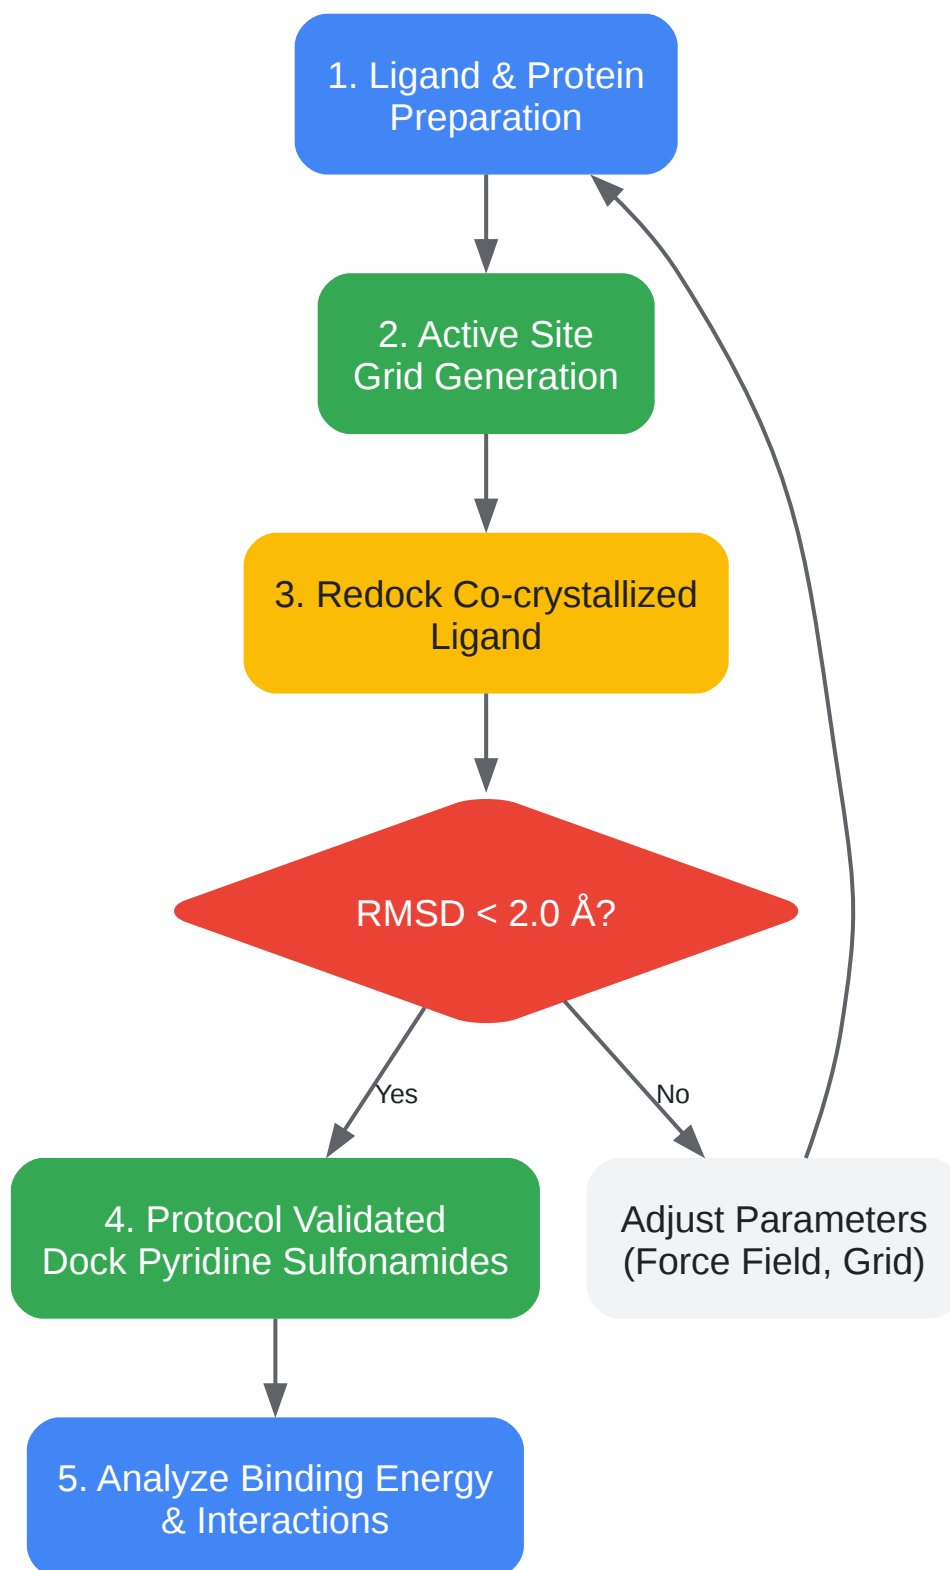 1. Ligand & Protein
Preparation
2. Active Site
Grid Generation
3. Redock Co-crystallized
Ligand
RMSD < 2.0 Å?
Yes
No
4. Protocol Validated
Dock Pyridine Sulfonamides
Adjust Parameters
(Force Field, Grid)
5. Analyze Binding Energy
& Interactions